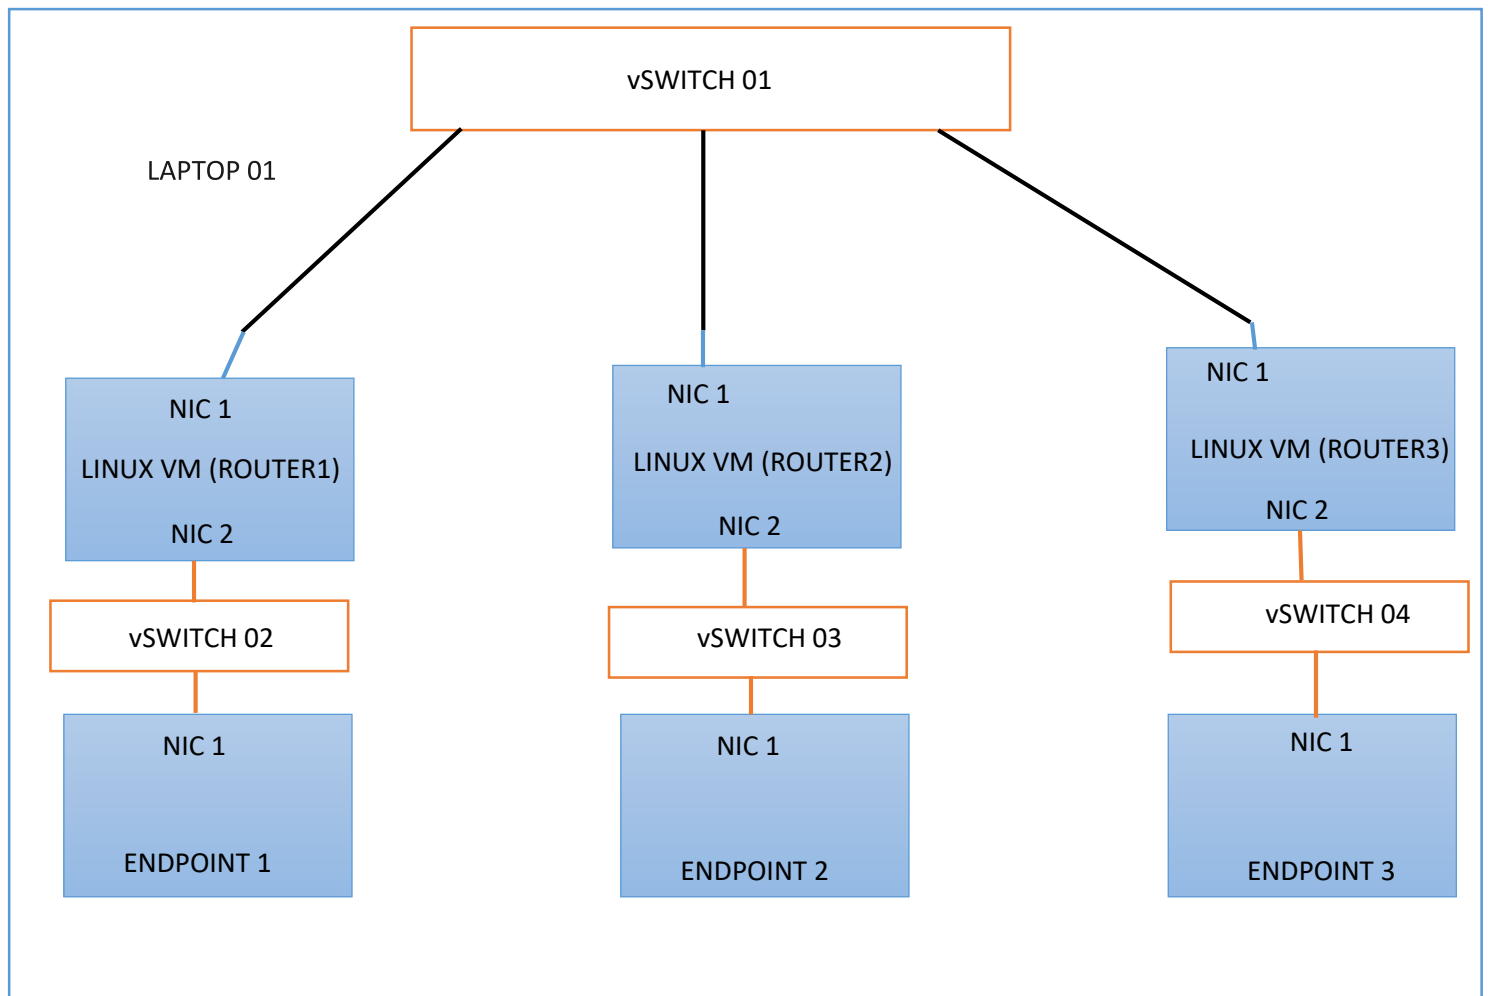 vSWITCH 01
LAPTOP 01
NIC 1
LINUX VM (ROUTER1)
NIC 2
NIC 1
LINUX VM (ROUTER2)
NIC 2
NIC 1
LINUX VM (ROUTER3)
NIC 2
vSWITCH 02
vSWITCH 03
vSWITCH 04
NIC 1
ENDPOINT 1
NIC 1
ENDPOINT 2
NIC 1
ENDPOINT 3